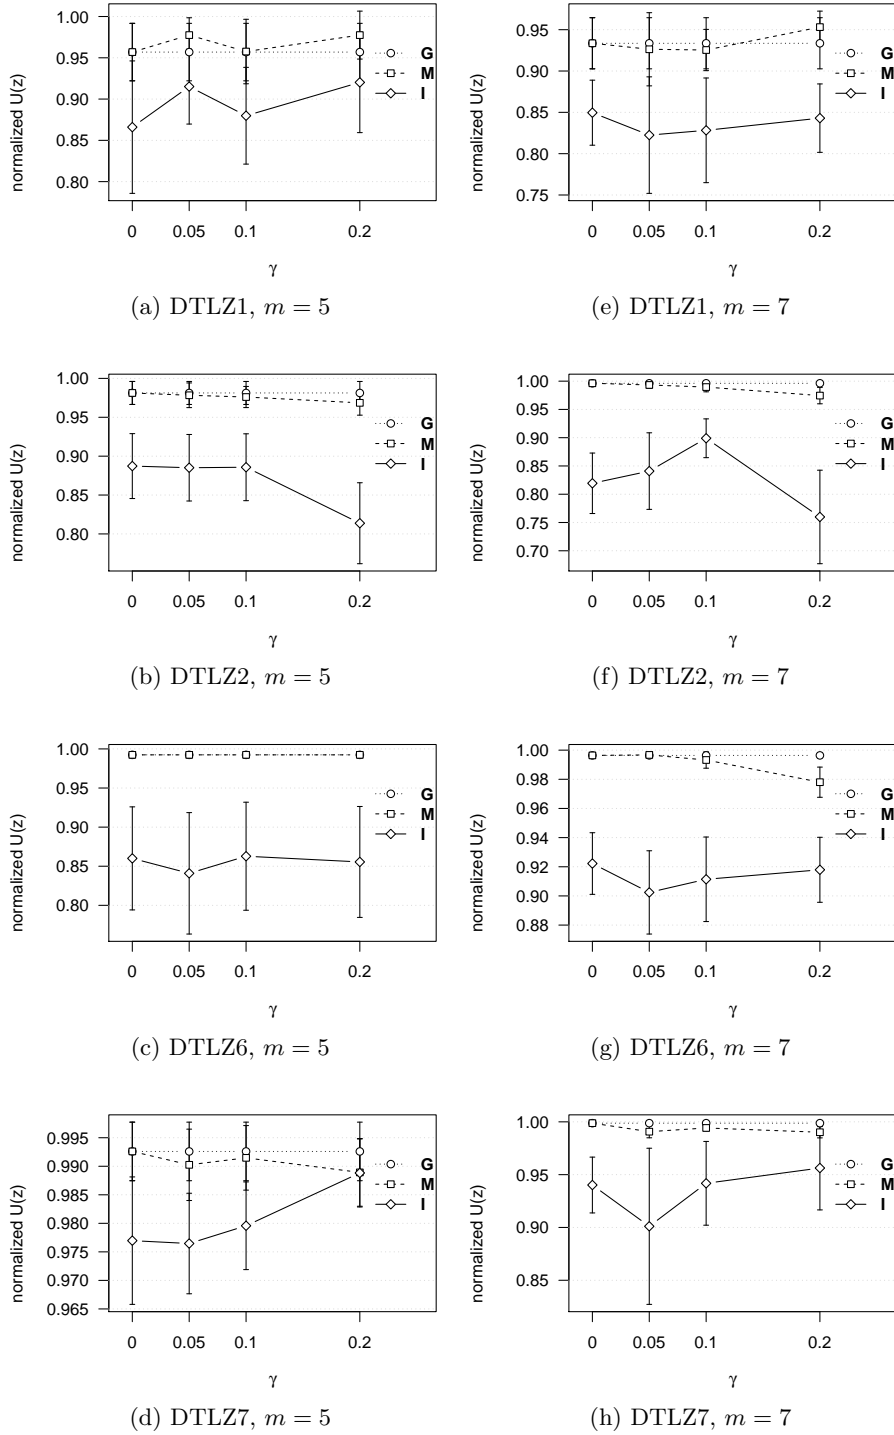 normalized U(z)
1.00
0.95
0.90
0.85
0.80
G
M
I
0 0.05 0.1 0.2
γ
(a) DTLZ1, m = 5
normalized U(z)
0.95
0.90
0.85
0.80
0.75
G
M
I
0 0.05 0.1 0.2
γ
(e) DTLZ1, m = 7
normalized U(z)
1.00
0.95
0.90
0.85
0.80
G
M
I
0 0.05 0.1 0.2
γ
(b) DTLZ2, m = 5
normalized U(z)
1.00
0.95
0.90
0.85
0.80
0.75
0.70
G
M
I
0 0.05 0.1 0.2
γ
(f) DTLZ2, m = 7
normalized U(z)
1.00
0.95
0.90
0.85
0.80
G
M
I
0 0.05 0.1 0.2
γ
(c) DTLZ6, m = 5
normalized U(z)
1.00
0.98
0.96
0.94
0.92
0.90
0.88
G
M
I
0 0.05 0.1 0.2
γ
(g) DTLZ6, m = 7
normalized U(z)
0.995
0.990
0.985
0.980
0.975
0.970
0.965
G
M
I
0 0.05 0.1 0.2
γ
(d) DTLZ7, m = 5
normalized U(z)
1.00
0.95
0.90
0.85
G
M
I
0 0.05 0.1 0.2
γ
(h) DTLZ7, m = 7